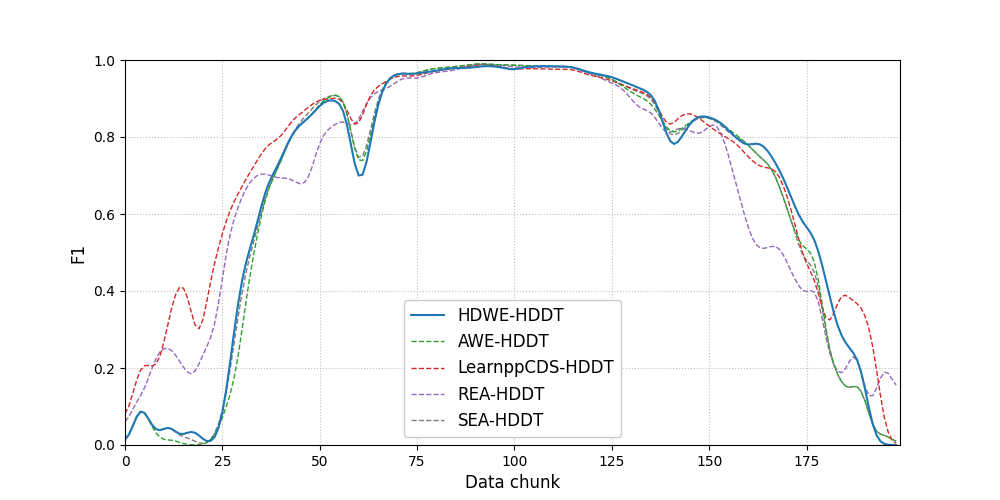 1.0
0.8
0.6
0.4
0.2
0.0
F1
HDWE-HDDT
AWE-HDDT
LearnppCDS-HDDT
REA-HDDT
SEA-HDDT
0 25 50 75 100 125 150 175
Data chunk